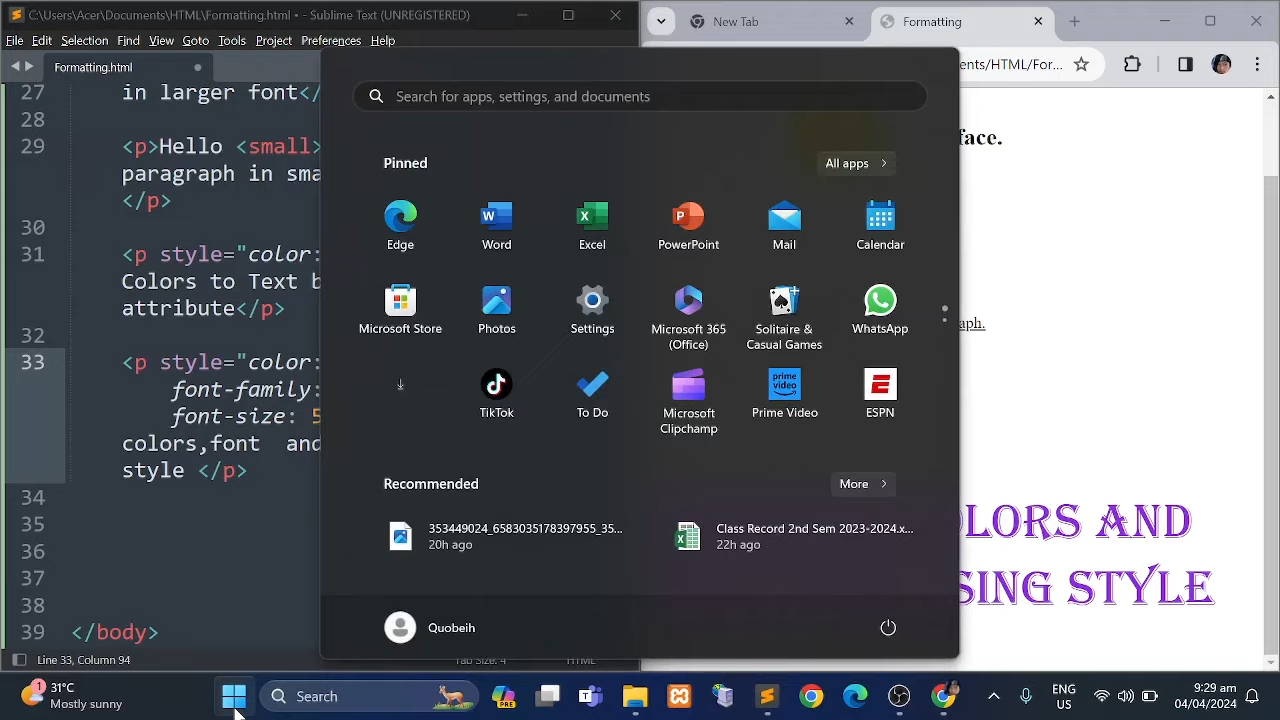 C:\Users\Acer\Documents\HTML\Formatting.html • - Sublime Text (UNREGISTERED)
File Edit Selection Find View Goto Tools Project Preferences Help
Formatting.html
27 in larger font</
28
29 <p>Hello <small>
paragraph in sma
</p>
30
31 <p style="color:
Colors to Text b
attribute</p>
32
33 <p style="color:
font-family:
font-size: 5
colors,font and
style </p>
34
35
36
37
38
39 </body>
Line 33, Column 94
Tab Size: 4
HTML
New Tab
Formatting
ents/HTML/For...
face.
aph.
OLORS AND
SING STYLE
Search for apps, settings, and documents
Pinned
All apps
Edge
Word
Excel
PowerPoint
Mail
Calendar
Microsoft Store
Photos
Settings
Microsoft 365
(Office)
Solitaire &
Casual Games
WhatsApp
TikTok
To Do
Microsoft
Clipchamp
prime
video
Prime Video
ESPN
Recommended
More
353449024_6583035178397955_35...
20h ago
Class Record 2nd Sem 2023-2024.x...
22h ago
Quobeih
31°C
Mostly sunny
Search
PRE
ENG
US
9:29 am
04/04/2024